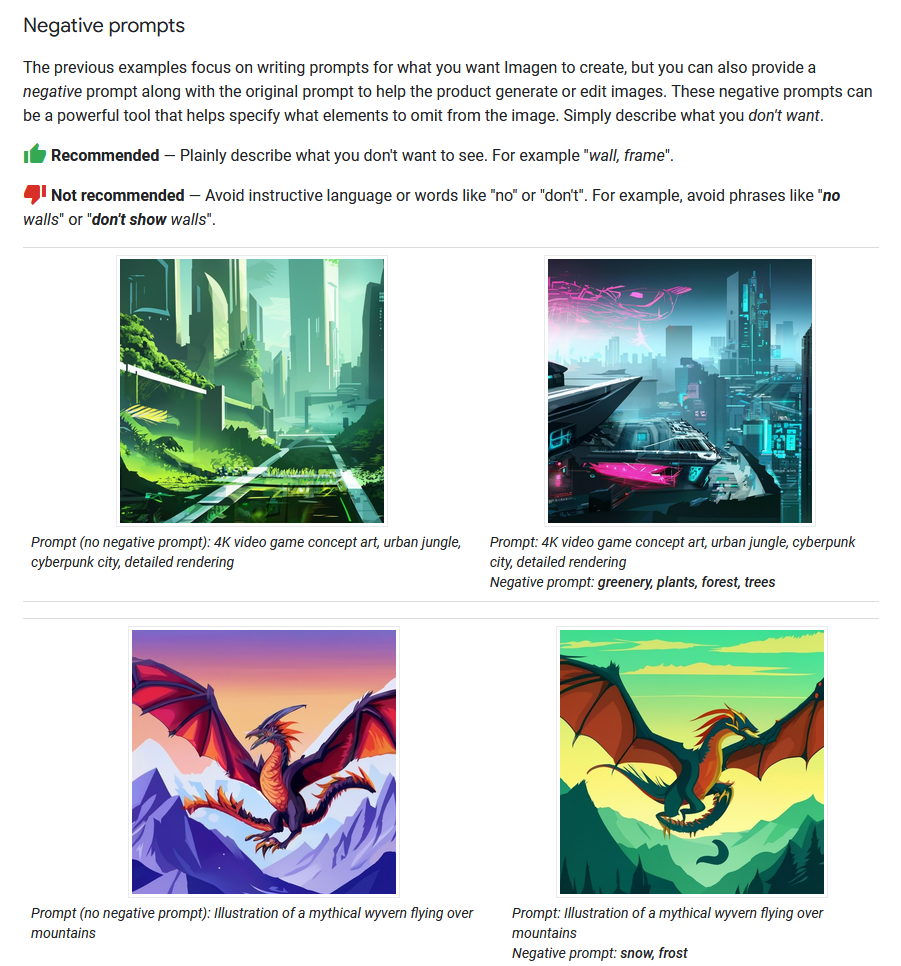 Negative prompts
The previous examples focus on writing prompts for what you want Imagen to create, but you can also provide a
negative prompt along with the original prompt to help the product generate or edit images. These negative prompts can
be a powerful tool that helps specify what elements to omit from the image. Simply describe what you don't want.
Recommended — Plainly describe what you don't want to see. For example "wall, frame".
Not recommended — Avoid instructive language or words like "no" or "don't". For example, avoid phrases like "no
walls" or "don't show walls".
Prompt (no negative prompt): 4K video game concept art, urban jungle,
cyberpunk city, detailed rendering
Prompt: 4K video game concept art, urban jungle, cyberpunk
city, detailed rendering
Negative prompt: greenery, plants, forest, trees
Prompt (no negative prompt): Illustration of a mythical wyvern flying over
mountains
Prompt: Illustration of a mythical wyvern flying over
mountains
Negative prompt: snow, frost